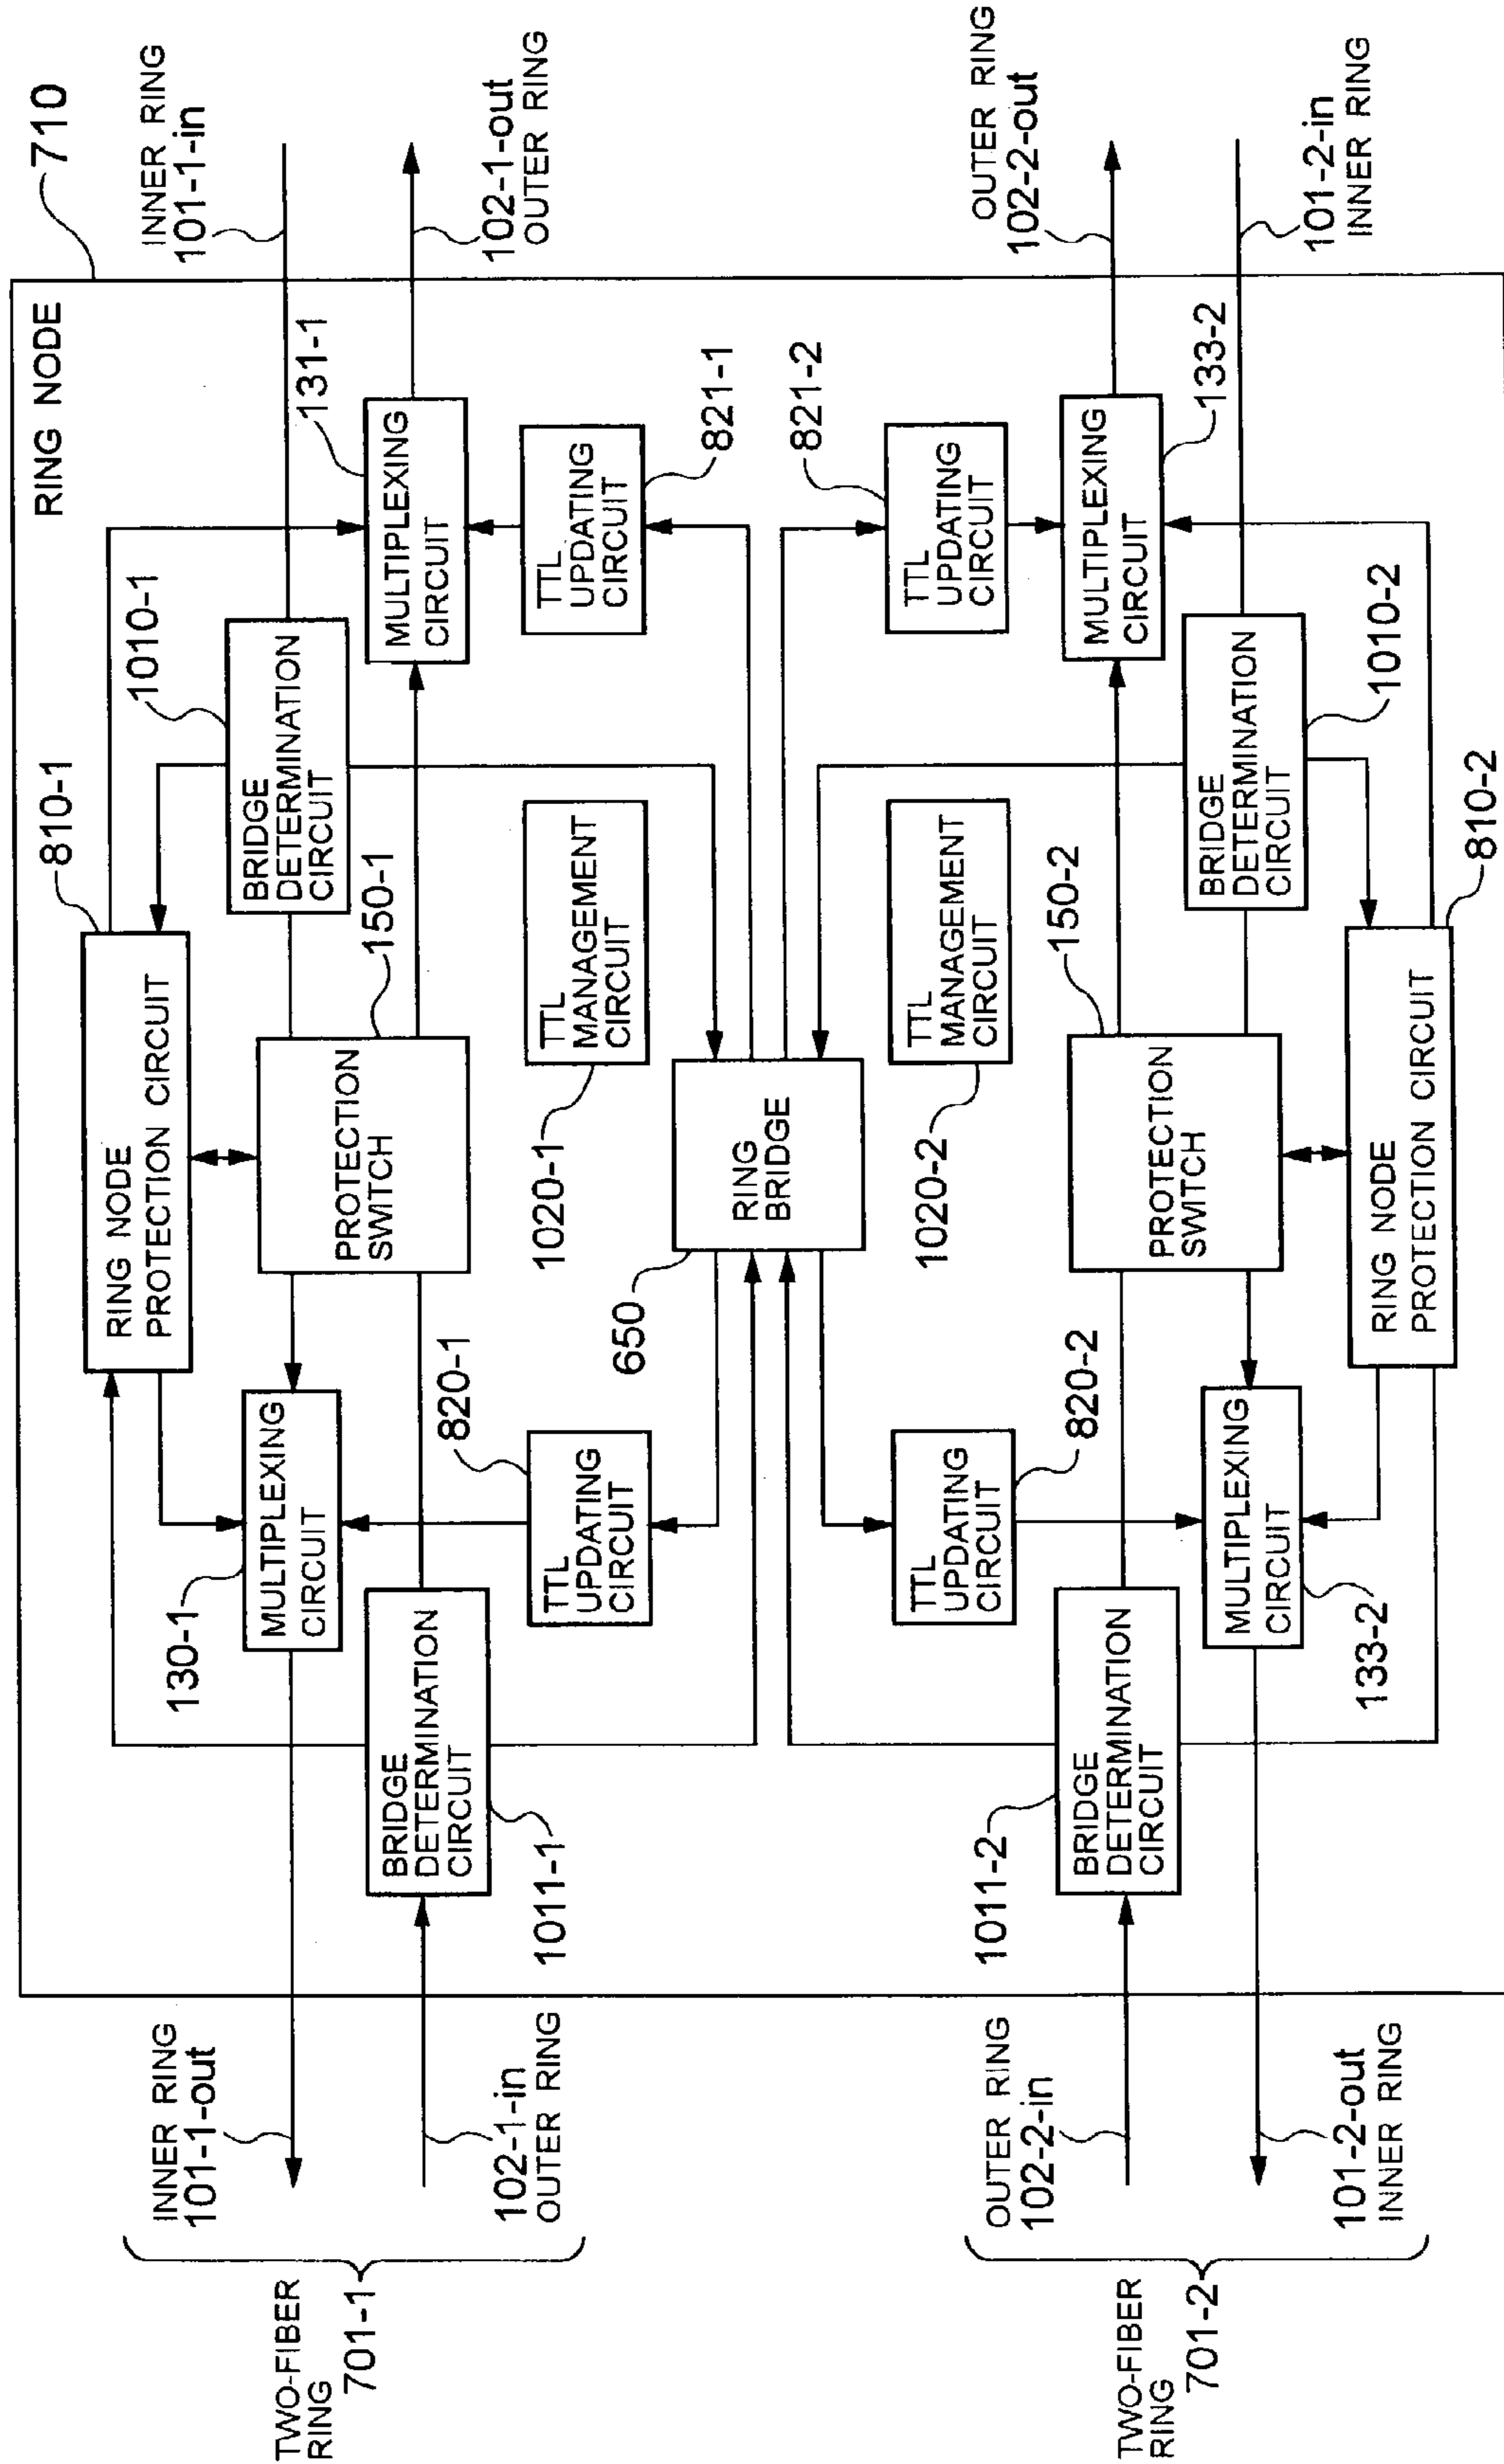 710
RING NODE
INNER RING
101-1-in
102-1-out
OUTER RING
OUTER RING
102-2-out
101-2-in
INNER RING
810-1
RING NODE
PROTECTION CIRCUIT
1010-1
BRIDGE
DETERMINATION
CIRCUIT
131-1
MULTIPLEXING
CIRCUIT
150-1
PROTECTION
SWITCH
130-1
MULTIPLEXING
CIRCUIT
820-1
TTL
UPDATING
CIRCUIT
821-1
TTL
UPDATING
CIRCUIT
1020-1
TTL
MANAGEMENT
CIRCUIT
1011-1
BRIDGE
DETERMINATION
CIRCUIT
650
RING
BRIDGE
821-2
TTL
UPDATING
CIRCUIT
1020-2
TTL
MANAGEMENT
CIRCUIT
820-2
TTL
UPDATING
CIRCUIT
1011-2
BRIDGE
DETERMINATION
CIRCUIT
150-2
PROTECTION
SWITCH
133-2
MULTIPLEXING
CIRCUIT
1010-2
BRIDGE
DETERMINATION
CIRCUIT
133-2
MULTIPLEXING
CIRCUIT
810-2
RING NODE
PROTECTION CIRCUIT
INNER RING
101-1-out
102-1-in
OUTER RING
TWO-FIBER
RING
701-1
OUTER RING
102-2-in
101-2-out
INNER RING
TWO-FIBER
RING
701-2